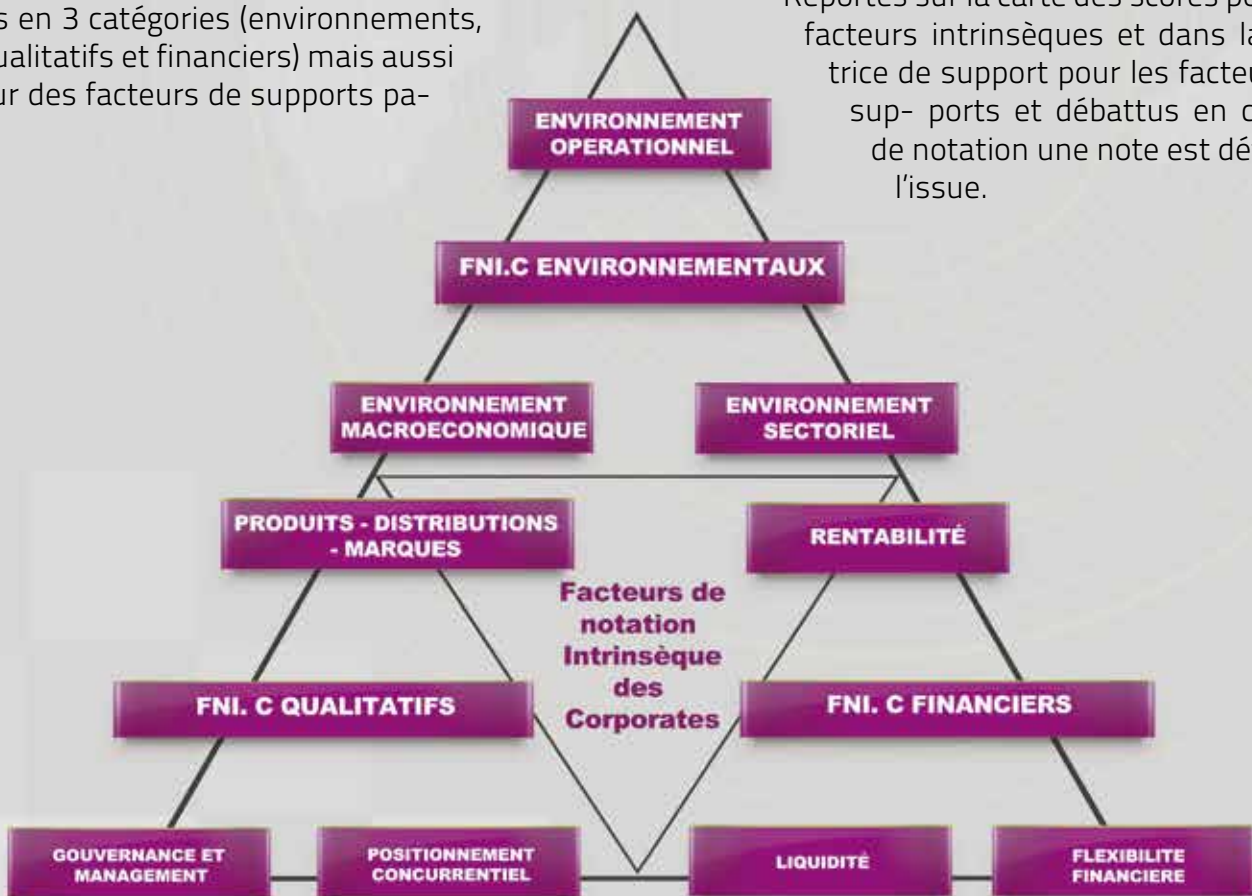 s en 3 catégories (environnements,
ualitatifs et financiers) mais aussi
ur des facteurs de supports pa-
facteurs intrinsèques et dans la
trice de support pour les facteu
sup- ports et débattus en c
de notation une note est dé
l'issue.
ENVIRONNEMENT
OPERATIONNEL
FNI.C ENVIRONNEMENTAUX
ENVIRONNEMENT
MACROECONOMIQUE
ENVIRONNEMENT
SECTORIEL
PRODUITS - DISTRIBUTIONS
- MARQUES
RENTABILITÉ
Facteurs de
notation
Intrinsèque
des
Corporates
FNI. C QUALITATIFS
FNI. C FINANCIERS
GOUVERNANCE ET
MANAGEMENT
POSITIONNEMENT
CONCURRENTIEL
LIQUIDITÉ
FLEXIBILITE
FINANCIERE